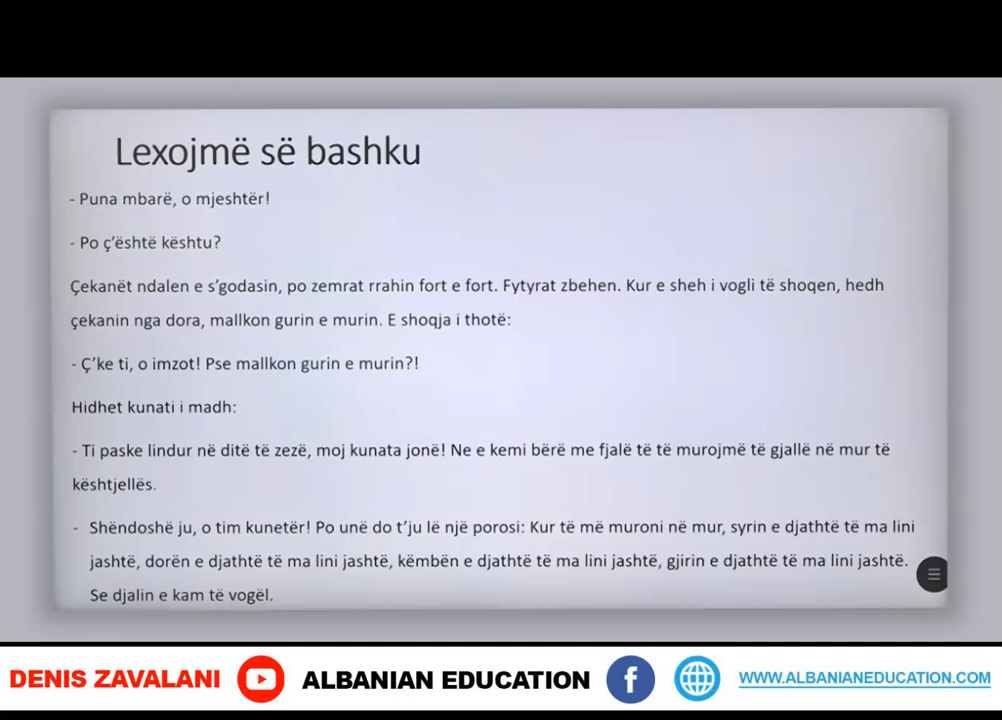 Lexojmë së bashku
- Puna mbarë, o mjeshtër!
- Po ç'është kështu?
Çekanët ndalen e s'godasin, po zemrat rrahin fort e fort. Fytyrat zbehen. Kur e sheh i vogli të shoqen, hedh
çekanin nga dora, mallkon gurin e murin. E shoqja i thotë:
- Ç'ke ti, o imzot! Pse mallkon gurin e murin?!
Hidhet kunati i madh:
- Ti paske lindur në ditë të zezë, moj kunata jonë! Ne e kemi bërë me fjalë të të murojmë të gjallë në mur të
kështjellës.
- Shëndoshë ju, o tim kunetër! Po unë do t'ju lë një porosi: Kur të më muroni në mur, syrin e djathtë të ma lini
jashtë, dorën e djathtë të ma lini jashtë, këmbën e djathtë të ma lini jashtë, gjirin e djathtë të ma lini jashtë.
Se djalin e kam të vogël.
DENIS ZAVALANI ALBANIAN EDUCATION f WWW.ALBANIANEDUCATION.COM